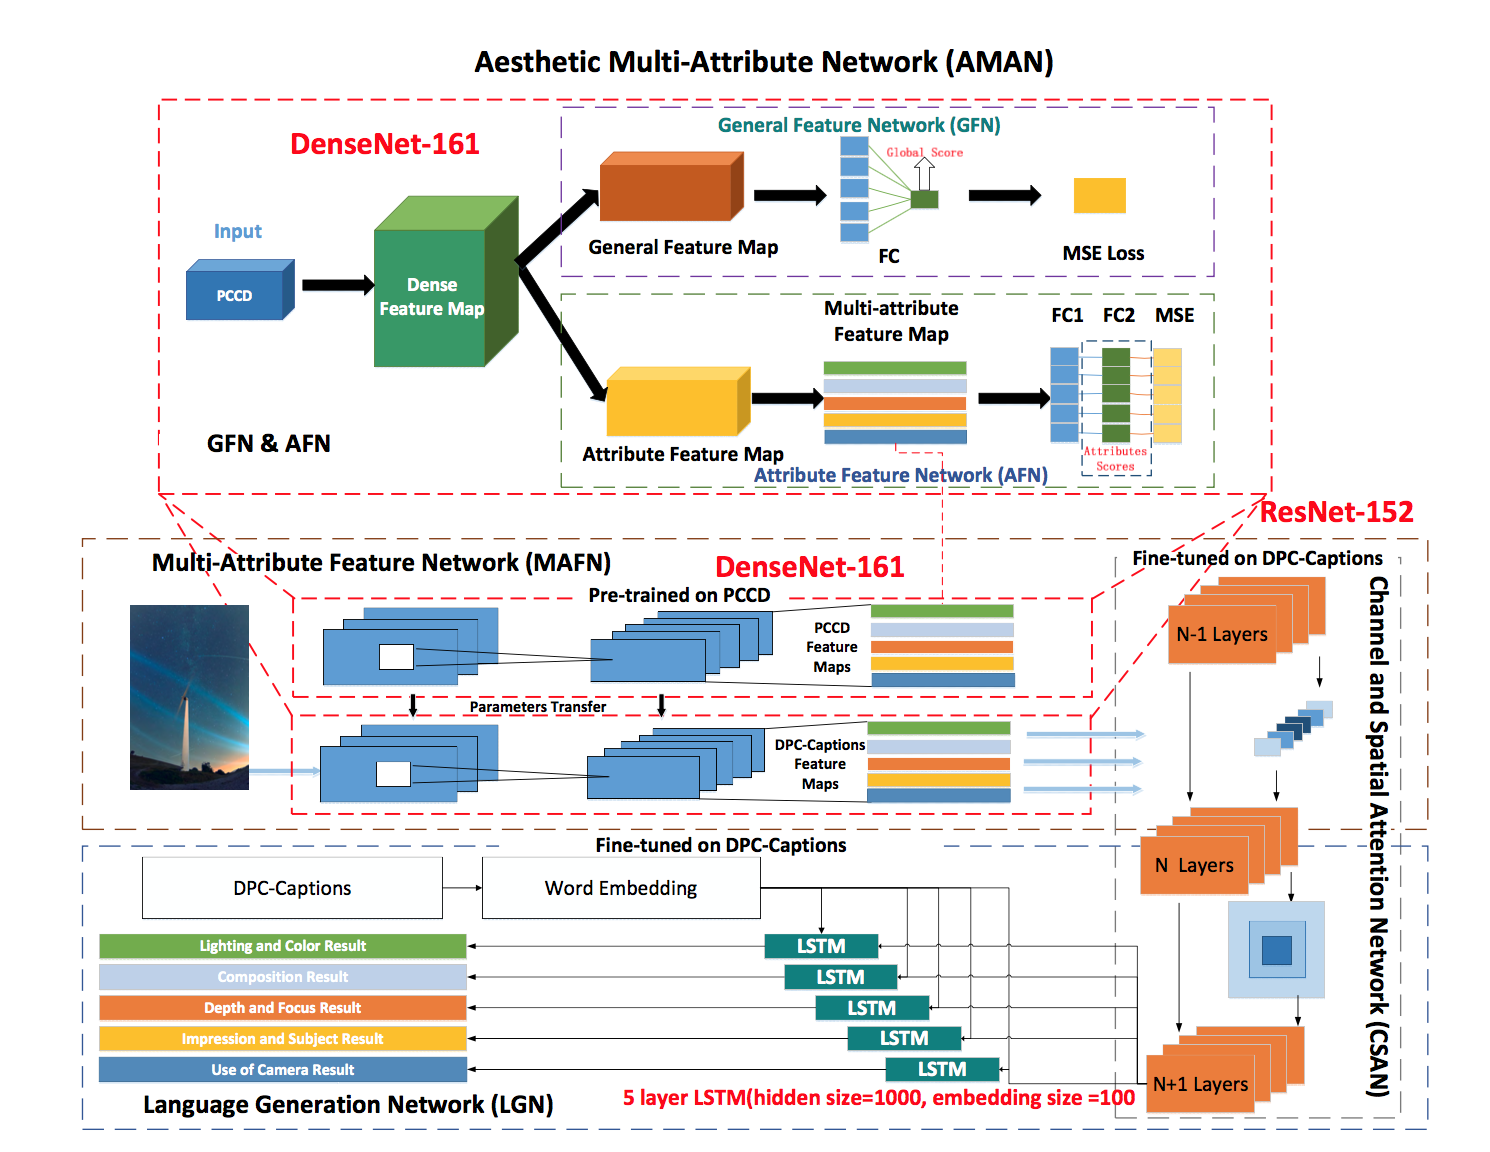 Aesthetic Multi-Attribute Network (AMAN)
DenseNet-161
General Feature Network (GFN)
Global Score
Input
PCCD
Dense
Feature Map
General Feature Map
FC
MSE Loss
Multi-attribute
Feature Map
FC1 FC2 MSE
GFN & AFN
Attribute Feature Map
Attributes
Scores
Attribute Feature Network (AFN)
ResNet-152
Multi-Attribute Feature Network (MAFN)
DenseNet-161
Fine-tuned on DPC-Captions
Pre-trained on PCCD
PCCD
Feature
Maps
N-1 Layers
Channel and Spatial Attention Network (CSAN)
Parameters Transfer
DPC-Captions
Feature
Maps
Fine-tuned on DPC-Captions
N Layers
DPC-Captions
Word Embedding
Lighting and Color Result
LSTM
Composition Result
LSTM
Depth and Focus Result
LSTM
Impression and Subject Result
LSTM
Use of Camera Result
LSTM
N+1 Layers
Language Generation Network (LGN)
5 layer LSTM(hidden size=1000, embedding size =100